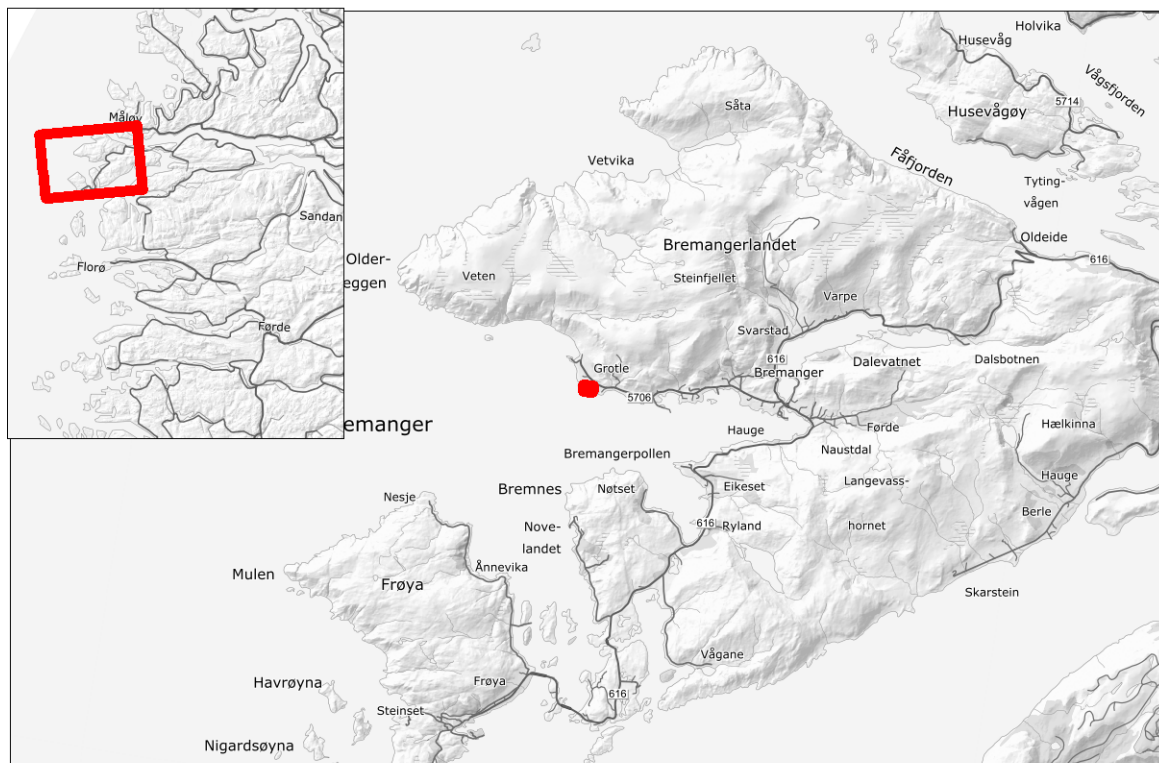 Måløy
Sandan
Florø
Førde
Holvika
Husevåg
Vågsfjorden
5714
Husevågøy
Såta
Vetvika
Fåfjorden
Tyting-
vågen
Oldeide
616
Bremangerlandet
Older-
eggen
Veten
Steinfjellet
Varpe
Svarstad
616
Dalevatnet
Dalsbotnen
Grotle
Bremanger
5706
emanger
Hauge
Førde
Hælkinna
Naustdal
Bremangerpollen
Hauge
Eikeset
Langevass-
Bremnes
Nøtset
Nesje
Berle
616
Ryland
hornet
Nove-
landet
Ånnevika
Mulen
Frøya
Skarstein
Vågane
Havrøyna
Frøya
616
Steinset
Nigardsøyna